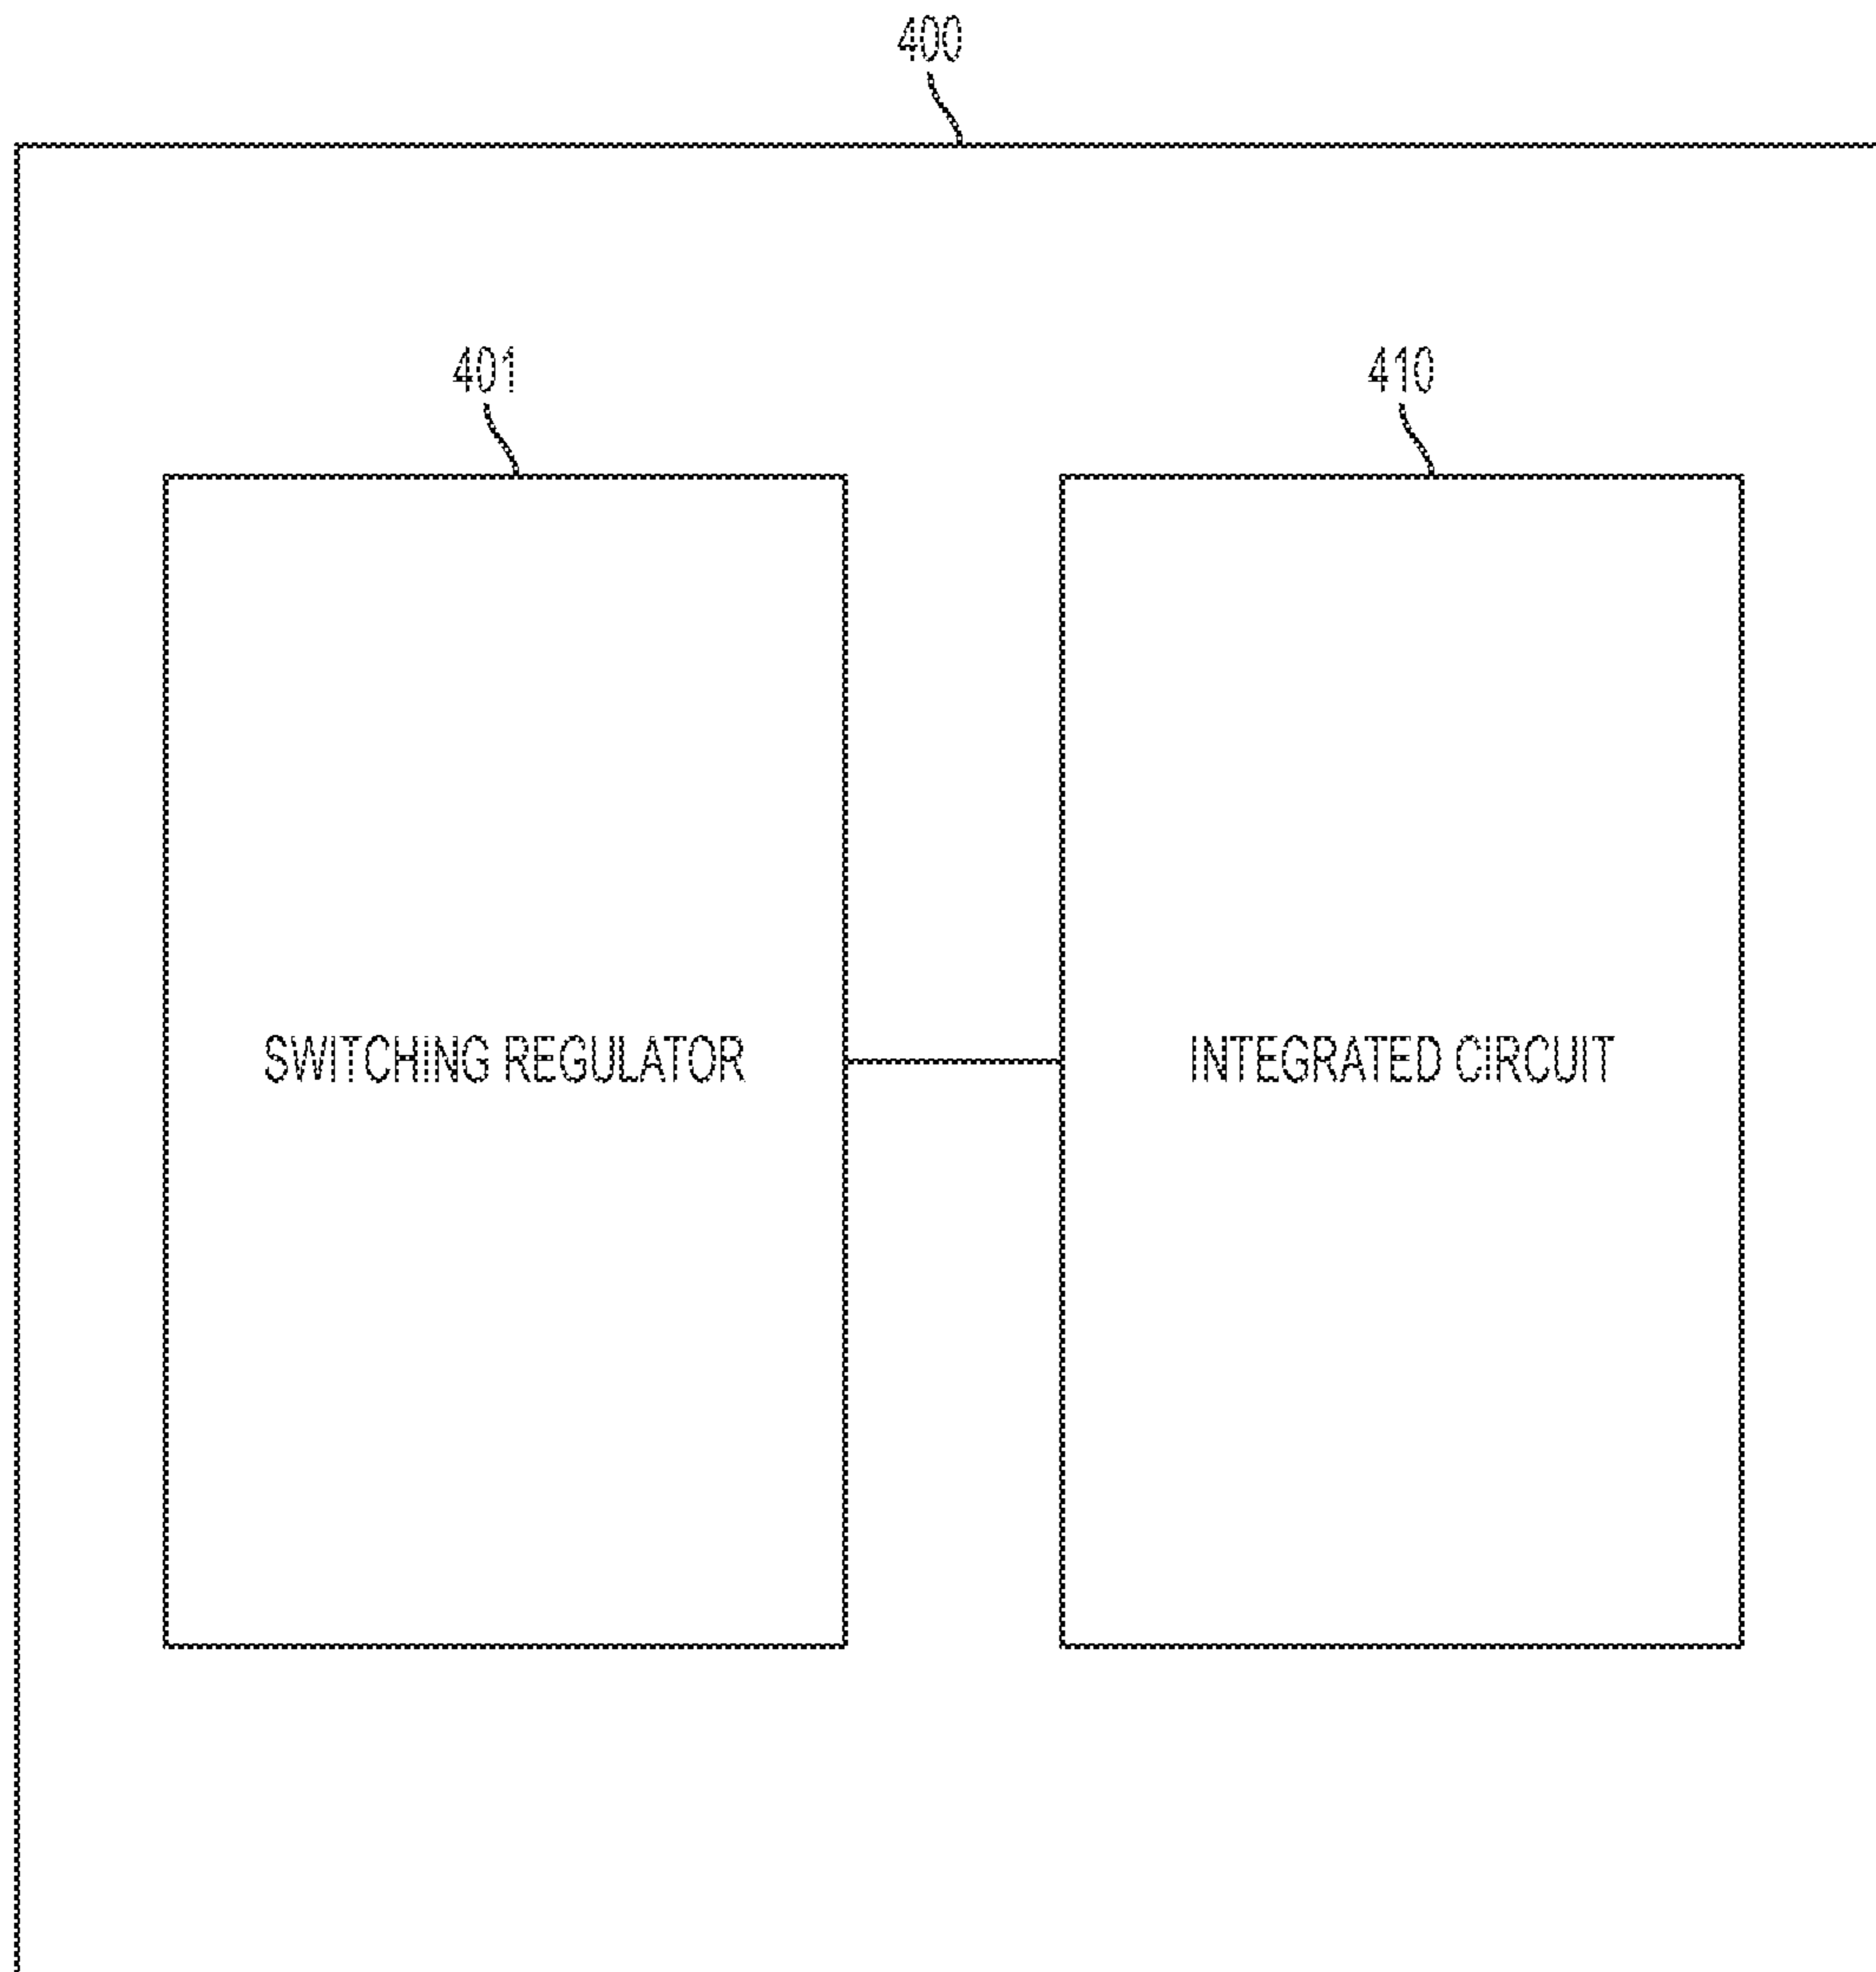 400
401
410
SWITCHING REGULATOR
INTEGRATED CIRCUIT